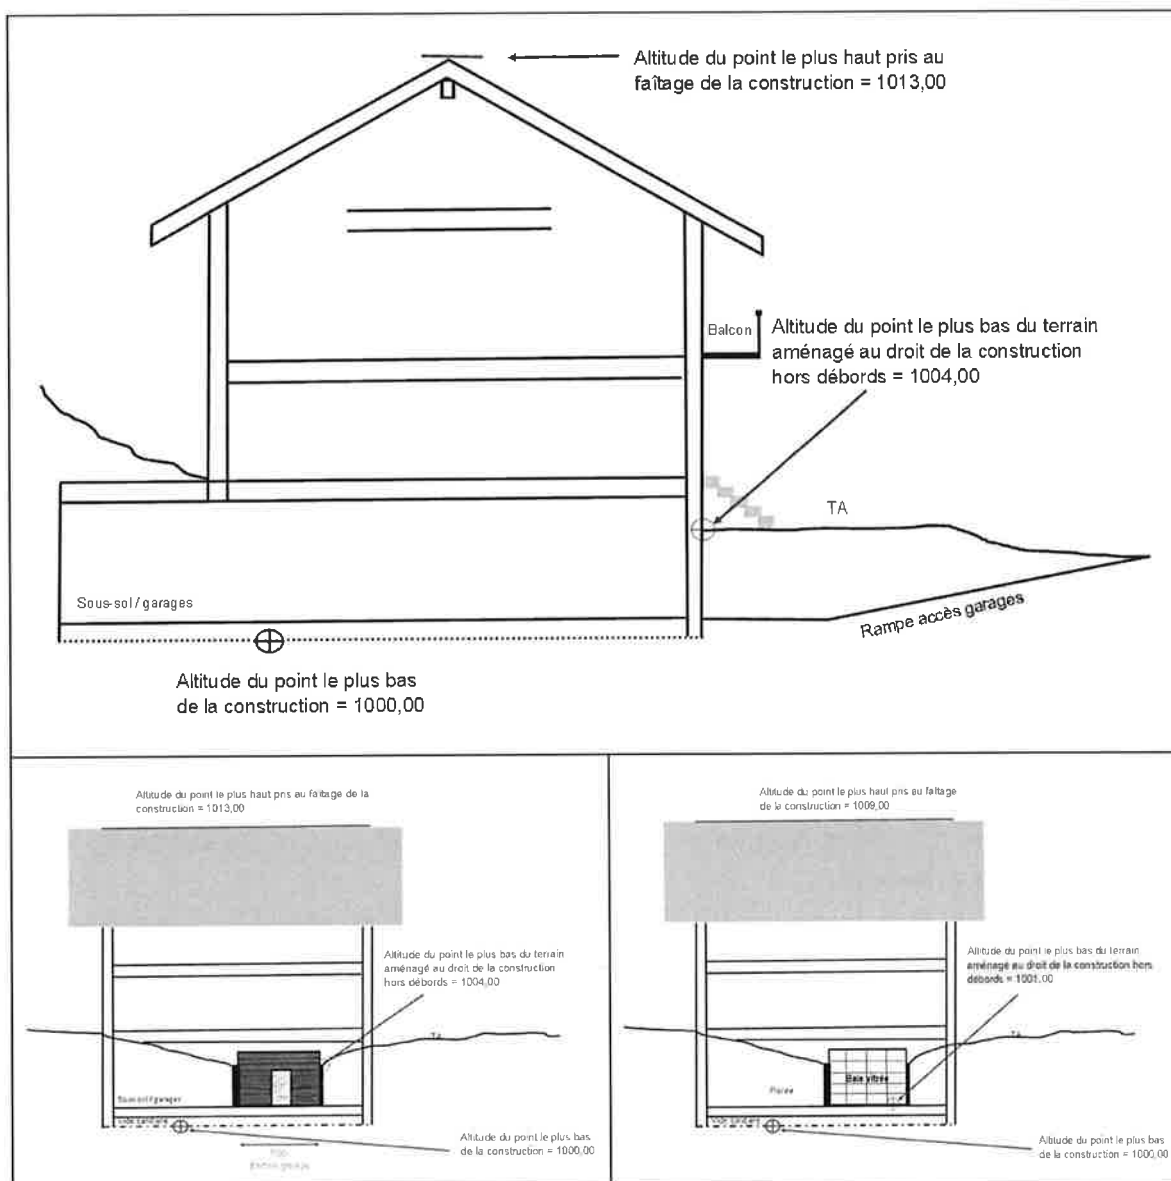 Altitude du point le plus haut pris au
faîtage de la construction = 1013,00
Balcon
Altitude du point le plus bas du terrain
aménagé au droit de la construction
hors débords = 1004,00
TA
Sous-sol / garages
Rampe accès garages
Altitude du point le plus bas
de la construction = 1000,00
Altitude du point le plus haut pris au faîtage de la
construction = 1013,00
Altitude du point le plus bas du terrain
aménagé au droit de la construction
hors débords = 1004,00
TA
Sous-sol / garages
Vide sanitaire
Altitude du point le plus bas
de la construction = 1000,00
Altitude du point le plus haut pris au faîtage
de la construction = 1009,00
Altitude du point le plus bas du terrain
aménagé au droit de la construction hors
débords = 1001,00
TA
Baie vitrée
Vide sanitaire
Altitude du point le plus bas
de la construction = 1000,00